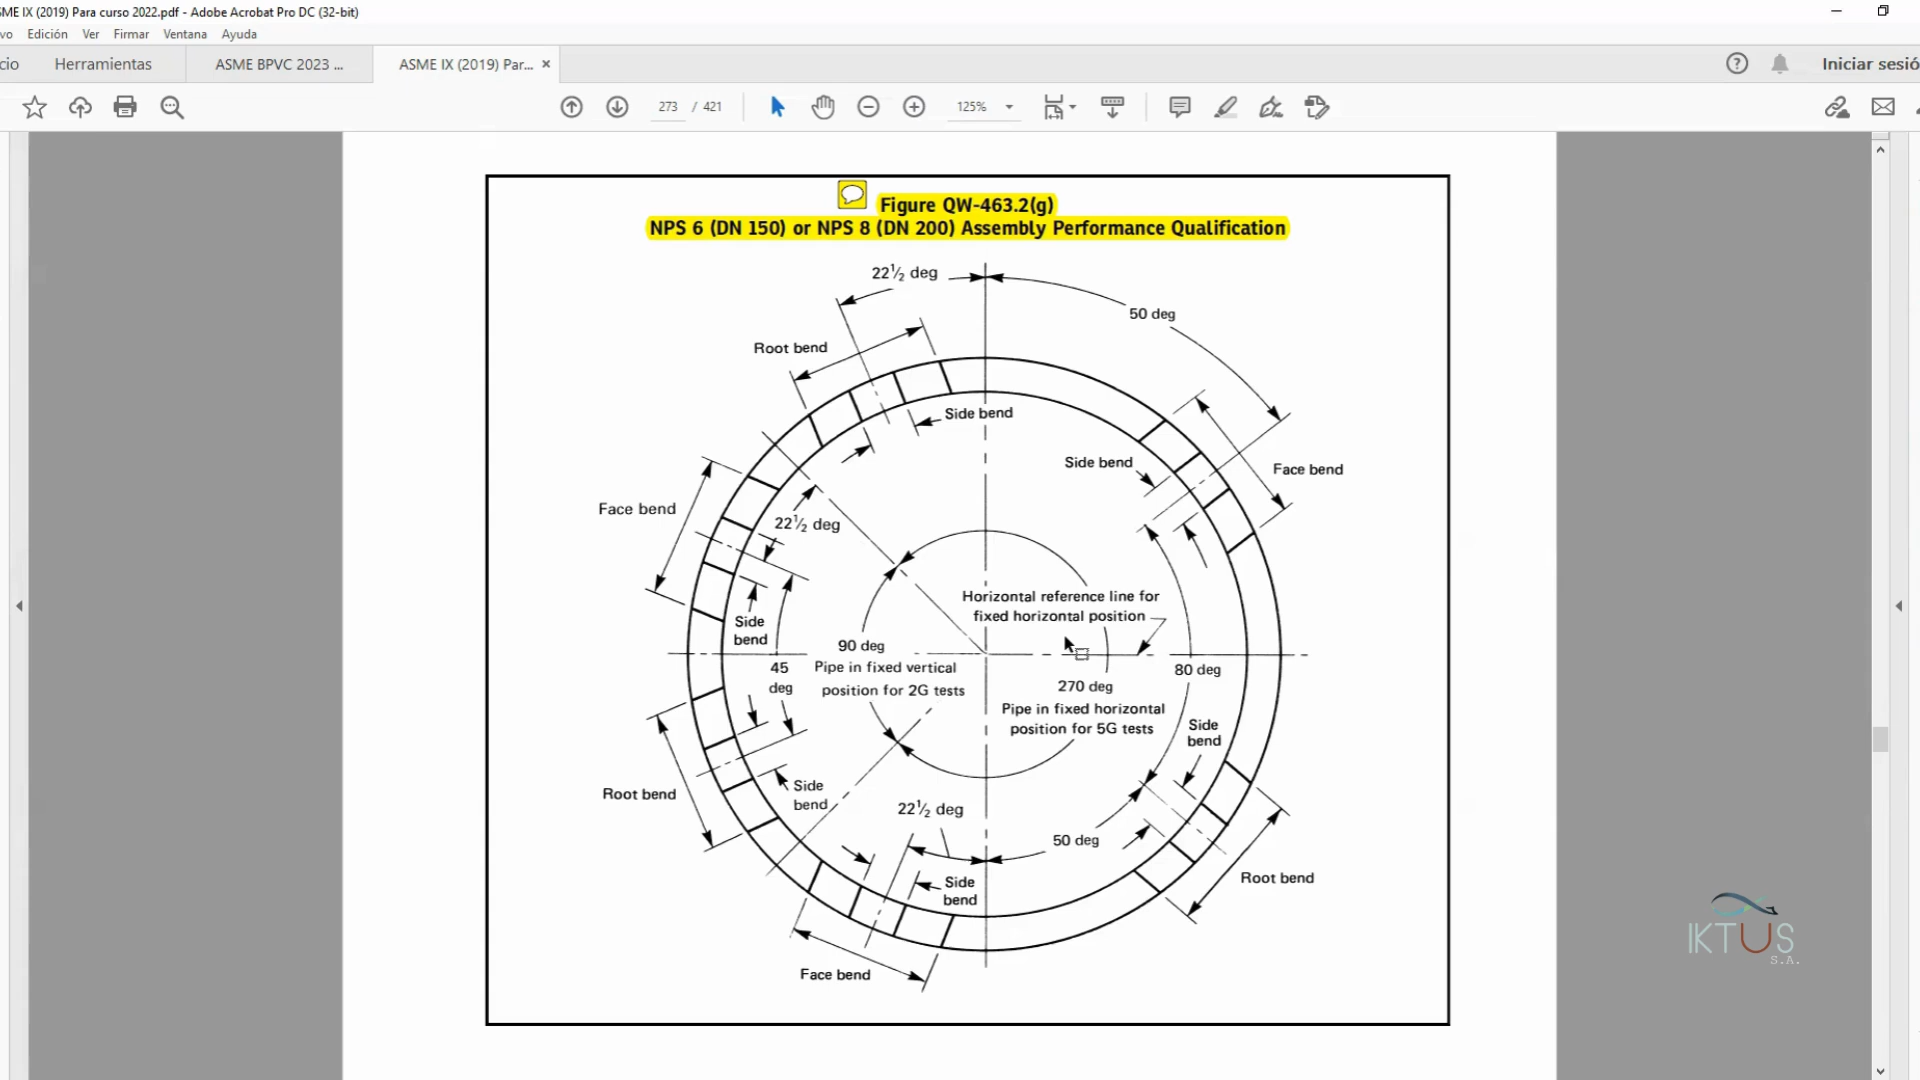 SME IX (2019) Para curso 2022.pdf - Adobe Acrobat Pro DC (32-bit)
vo Edición Ver Firmar Ventana Ayuda
cio Herramientas ASME BPVC 2023 ... ASME IX (2019) Par... × Iniciar sesió
273 / 421 125%
Figure QW-463.2(g)
NPS 6 (DN 150) or NPS 8 (DN 200) Assembly Performance Qualification
22½ deg
50 deg
Root bend
Side bend
Side bend
Face bend
Face bend
22½ deg
Horizontal reference line for
fixed horizontal position
Side
bend
90 deg
Pipe in fixed vertical
position for 2G tests
45
deg
80 deg
270 deg
Pipe in fixed horizontal
position for 5G tests
Side
bend
Root bend
Side
bend
22½ deg
50 deg
Side
bend
Root bend
Face bend
IKTUS
S.A.